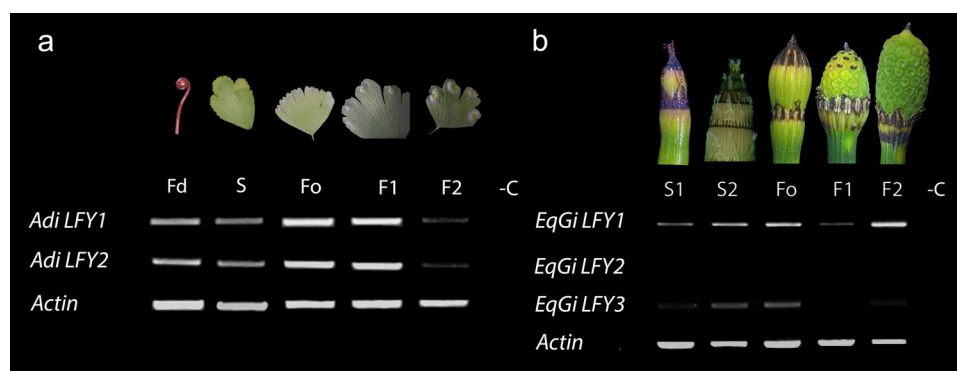 a
b
Fd S Fo F1 F2 -C
Adi LFY1
Adi LFY2
Actin
S1 S2 Fo F1 F2 -C
EqGi LFY1
EqGi LFY2
EqGi LFY3
Actin